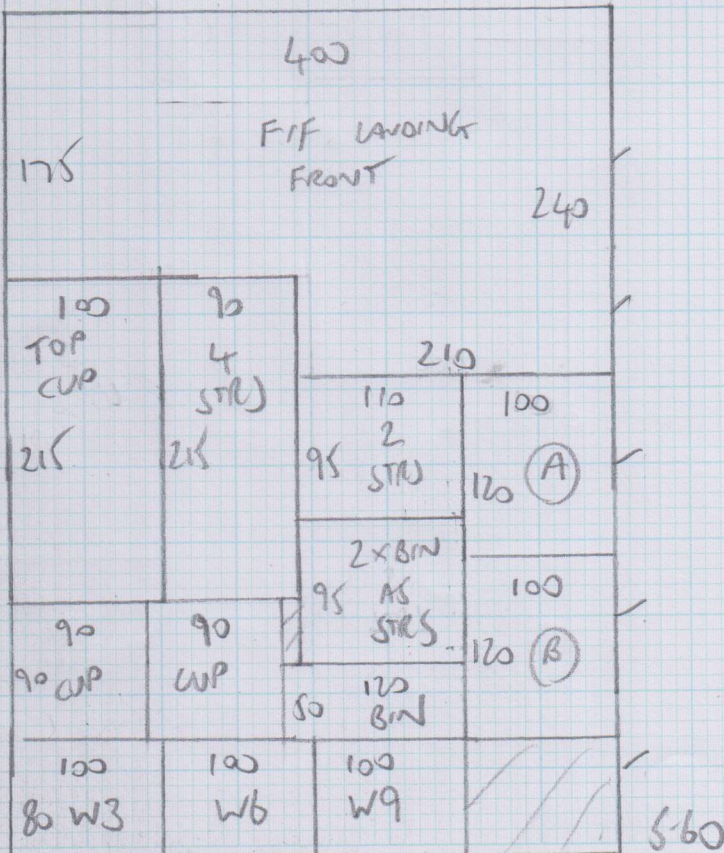 400
F/F LANDING
FRONT
175
240
100
TOP
CUP
215
90
4
STRS
215
210
110
2
STRS
95
100
120 A
2 x BIN
AS
STRS
95
100
120 B
90
90 CUP
90
CUP
120
50 BIN
100
80 W3
100
W6
100
W9
5.60